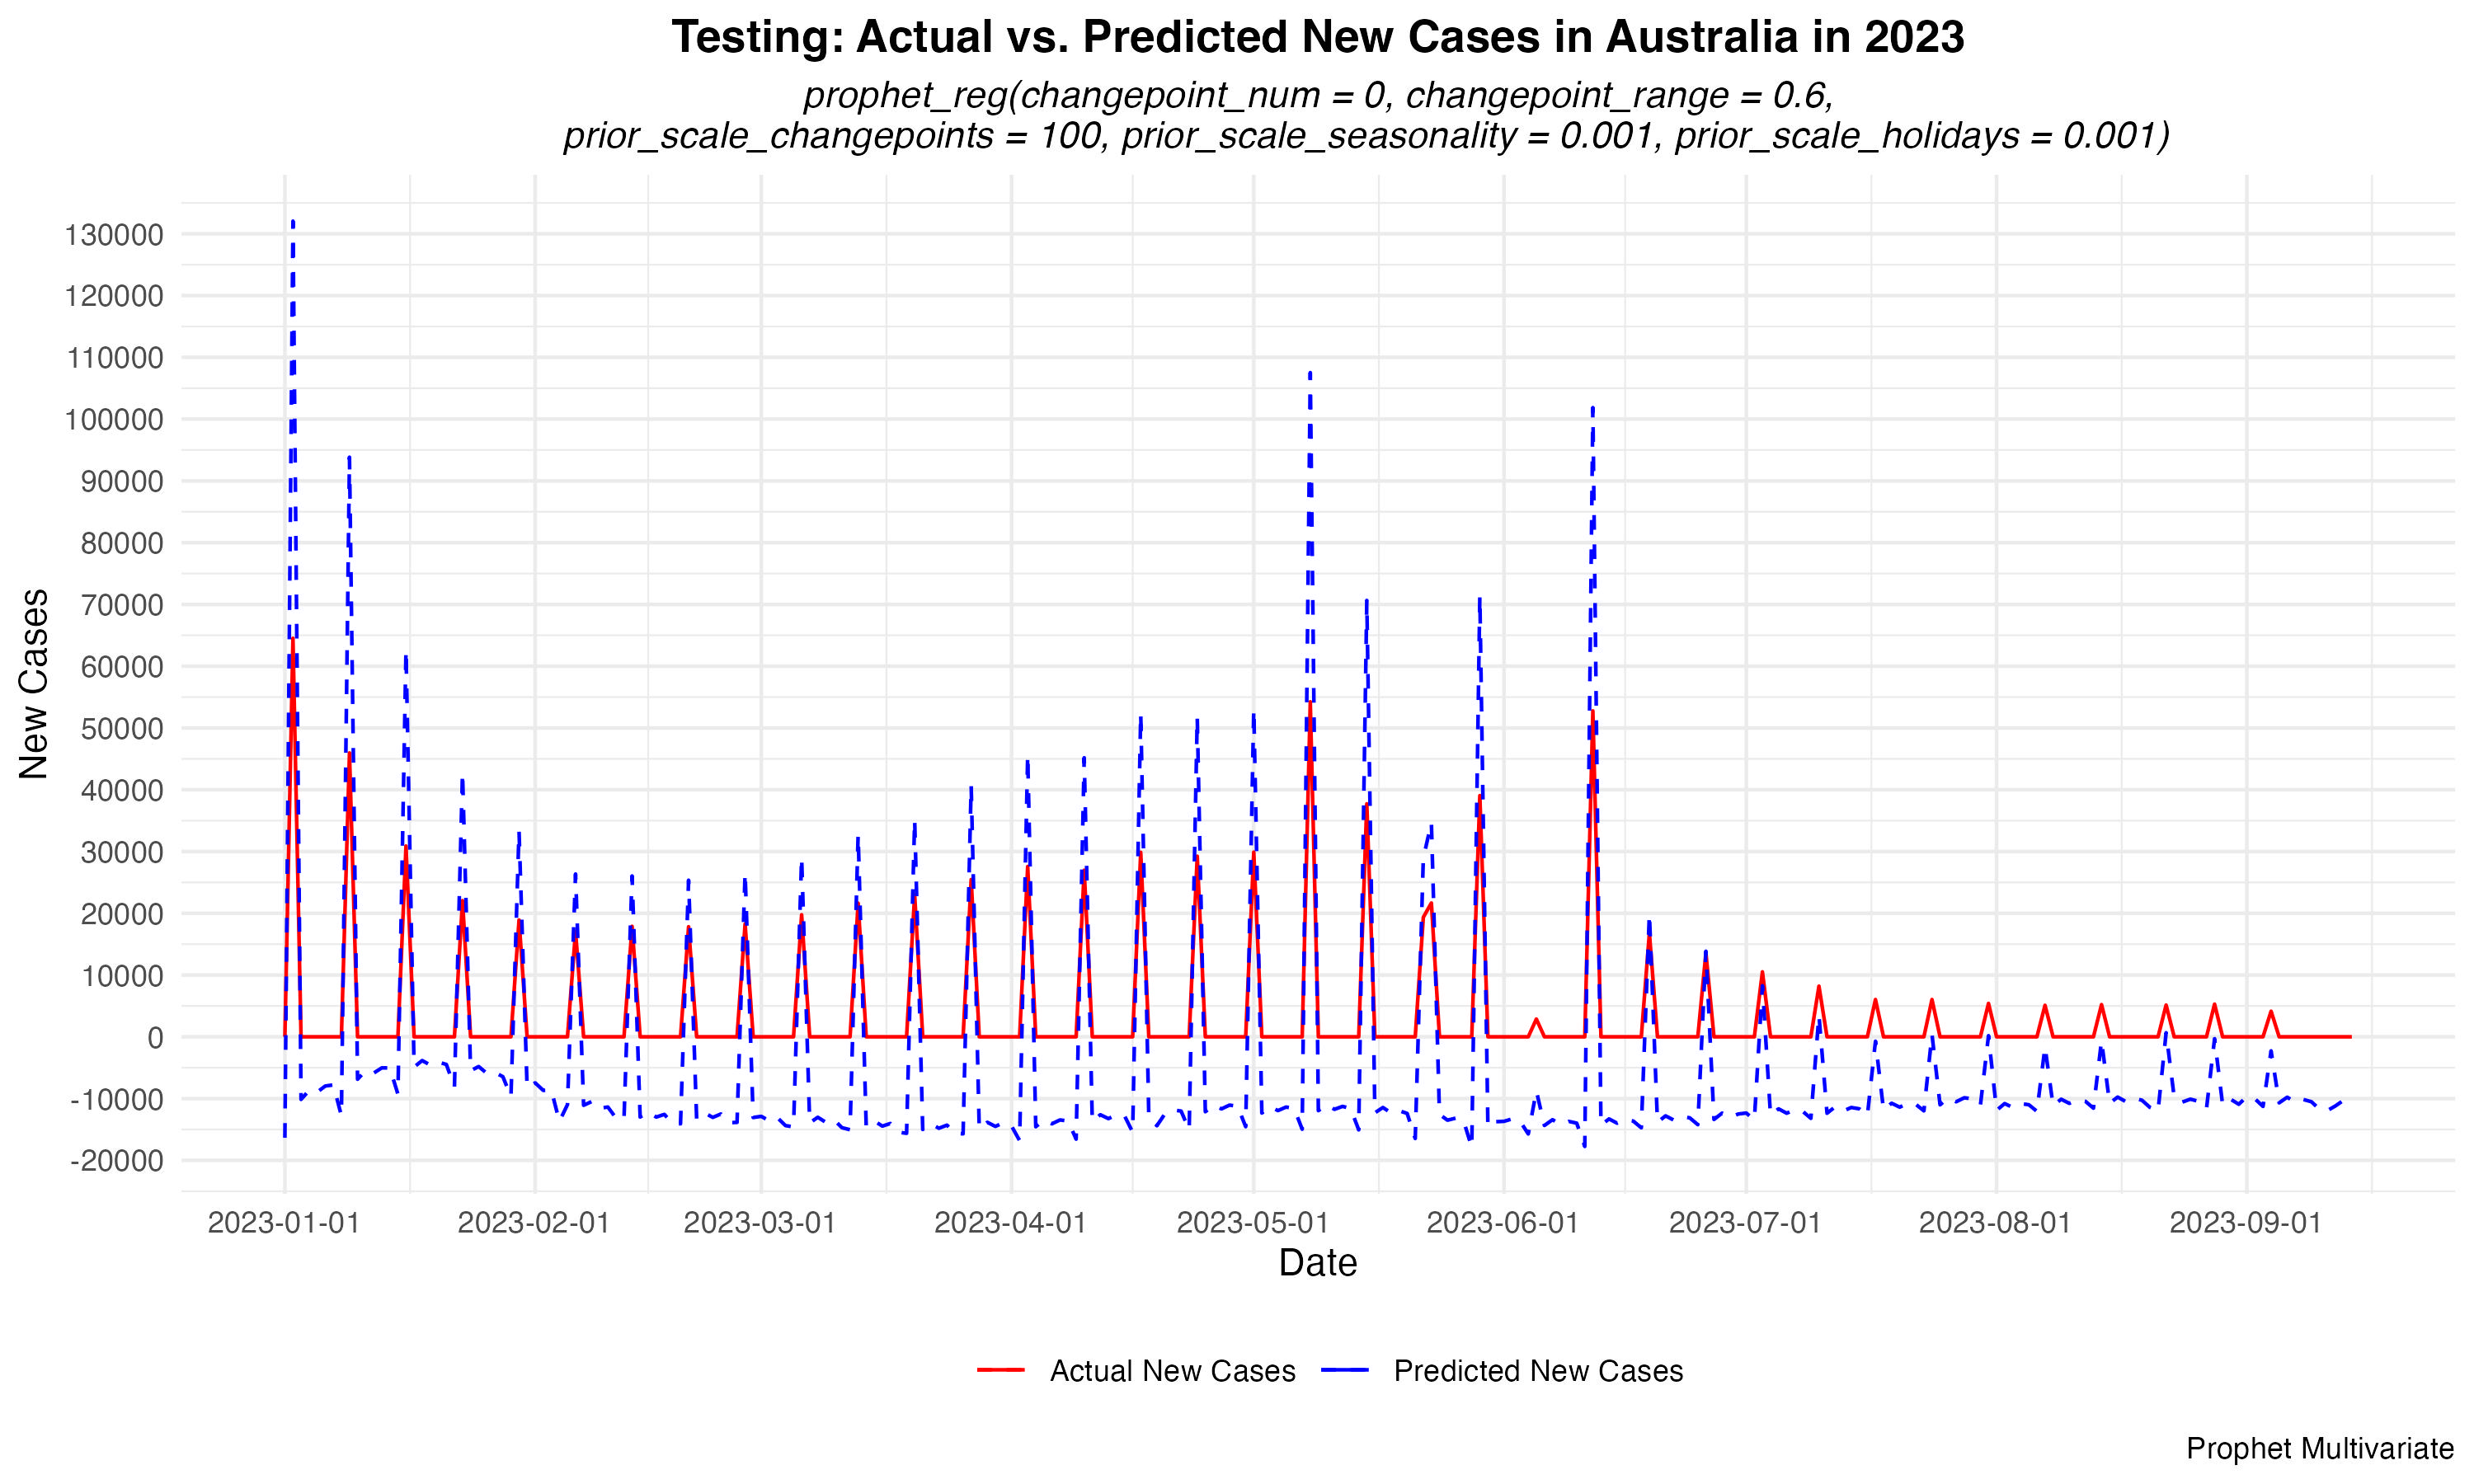 Testing: Actual vs. Predicted New Cases in Australia in 2023
prophet_reg(changepoint_num = 0, changepoint_range = 0.6,
prior_scale_changepoints = 100, prior_scale_seasonality = 0.001, prior_scale_holidays = 0.001)
New Cases
130000
120000
110000
100000
90000
80000
70000
60000
50000
40000
30000
20000
10000
0
-10000
-20000
2023-01-01 2023-02-01 2023-03-01 2023-04-01 2023-05-01 2023-06-01 2023-07-01 2023-08-01 2023-09-01
Date
Actual New Cases Predicted New Cases
Prophet Multivariate